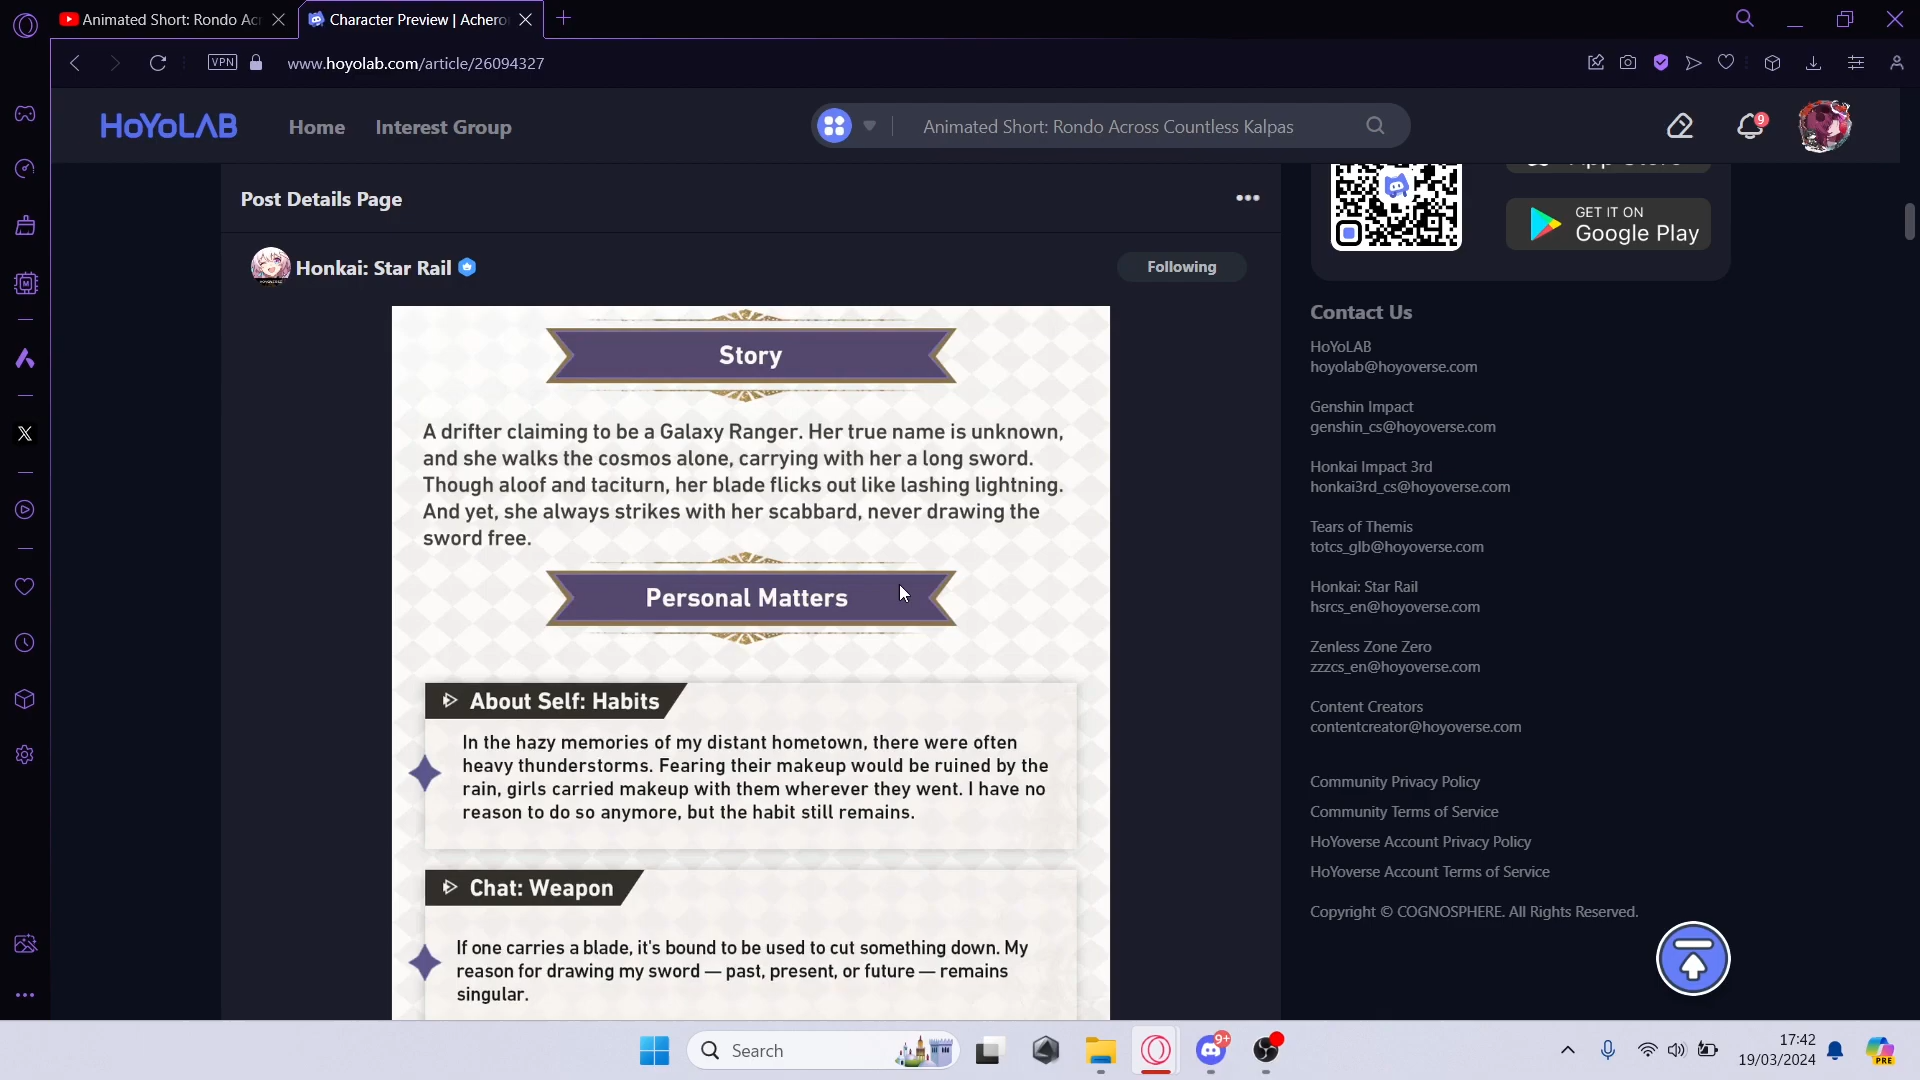 Animated Short: Rondo Ac
Character Preview | Achero
VPN
www.hoyolab.com/article/26094327
HoYoLAB
Home
Interest Group
Animated Short: Rondo Across Countless Kalpas
9
Post Details Page
Honkai: Star Rail
Following
Story
A drifter claiming to be a Galaxy Ranger. Her true name is unknown,
and she walks the cosmos alone, carrying with her a long sword.
Though aloof and taciturn, her blade flicks out like lashing lightning.
And yet, she always strikes with her scabbard, never drawing the
sword free.
Personal Matters
About Self: Habits
In the hazy memories of my distant hometown, there were often
heavy thunderstorms. Fearing their makeup would be ruined by the
rain, girls carried makeup with them wherever they went. I have no
reason to do so anymore, but the habit still remains.
Chat: Weapon
If one carries a blade, it's bound to be used to cut something down. My
reason for drawing my sword — past, present, or future — remains
singular.
GET IT ON
Google Play
Contact Us
HoYoLAB
hoyolab@hoyoverse.com
Genshin Impact
genshin_cs@hoyoverse.com
Honkai Impact 3rd
honkai3rd_cs@hoyoverse.com
Tears of Themis
totcs_glb@hoyoverse.com
Honkai: Star Rail
hsrcs_en@hoyoverse.com
Zenless Zone Zero
zzzcs_en@hoyoverse.com
Content Creators
contentcreator@hoyoverse.com
Community Privacy Policy
Community Terms of Service
HoYoverse Account Privacy Policy
HoYoverse Account Terms of Service
Copyright © COGNOSPHERE. All Rights Reserved.
Search
9+
17:42
19/03/2024
PRE